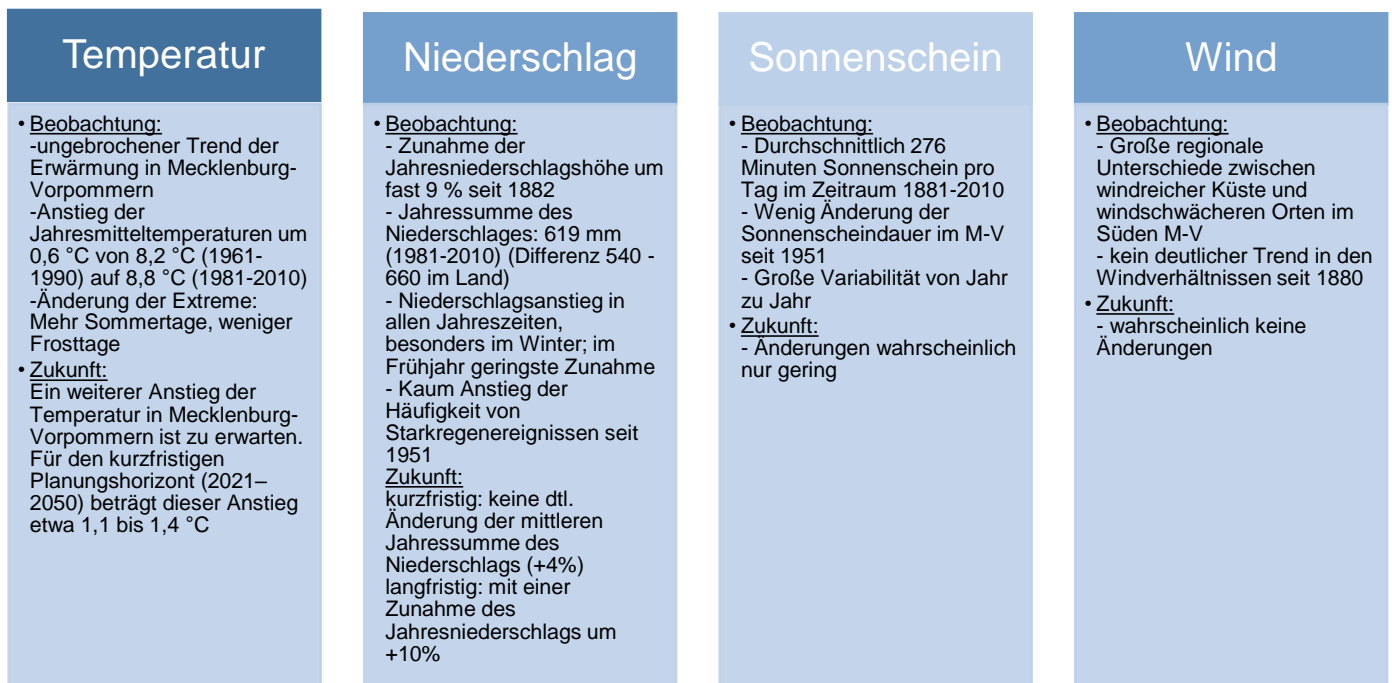 Temperatur
• Beobachtung:
-ungebrochener Trend der
Erwärmung in Mecklenburg-
Vorpommern
-Anstieg der
Jahresmitteltemperaturen um
0,6 °C von 8,2 °C (1961-
1990) auf 8,8 °C (1981-2010)
-Änderung der Extreme:
Mehr Sommertage, weniger
Frosttage
• Zukunft:
Ein weiterer Anstieg der
Temperatur in Mecklenburg-
Vorpommern ist zu erwarten.
Für den kurzfristigen
Planungshorizont (2021–
2050) beträgt dieser Anstieg
etwa 1,1 bis 1,4 °C
Niederschlag
• Beobachtung:
- Zunahme der
Jahresniederschlagshöhe um
fast 9 % seit 1882
- Jahressumme des
Niederschlages: 619 mm
(1981-2010) (Differenz 540 -
660 im Land)
- Niederschlagsanstieg in
allen Jahreszeiten,
besonders im Winter; im
Frühjahr geringste Zunahme
- Kaum Anstieg der
Häufigkeit von
Starkregenereignissen seit
1951
Zukunft:
kurzfristig: keine dtl.
Änderung der mittleren
Jahressumme des
Niederschlags (+4%)
langfristig: mit einer
Zunahme des
Jahresniederschlags um
+10%
Sonnenschein
• Beobachtung:
- Durchschnittlich 276
Minuten Sonnenschein pro
Tag im Zeitraum 1881-2010
- Wenig Änderung der
Sonnenscheindauer im M-V
seit 1951
- Große Variabilität von Jahr
zu Jahr
• Zukunft:
- Änderungen wahrscheinlich
nur gering
Wind
• Beobachtung:
- Große regionale
Unterschiede zwischen
windreicher Küste und
windschwächeren Orten im
Süden M-V
- kein deutlicher Trend in den
Windverhältnissen seit 1880
• Zukunft:
- wahrscheinlich keine
Änderungen